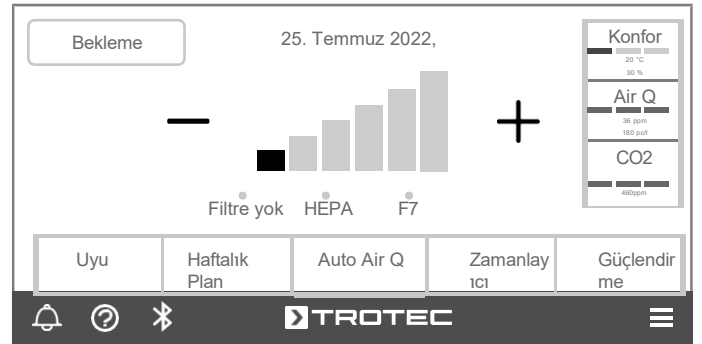 Bekleme
25. Temmuz 2022,
Konfor
20 °C
30 %
Air Q
36 ppm
180 pc/l
CO2
460ppm
−
+
Filtre yok HEPA F7
Uyu
Haftalık
Plan
Auto Air Q
Zamanlay
ıcı
Güçlendir
me
TROTEC